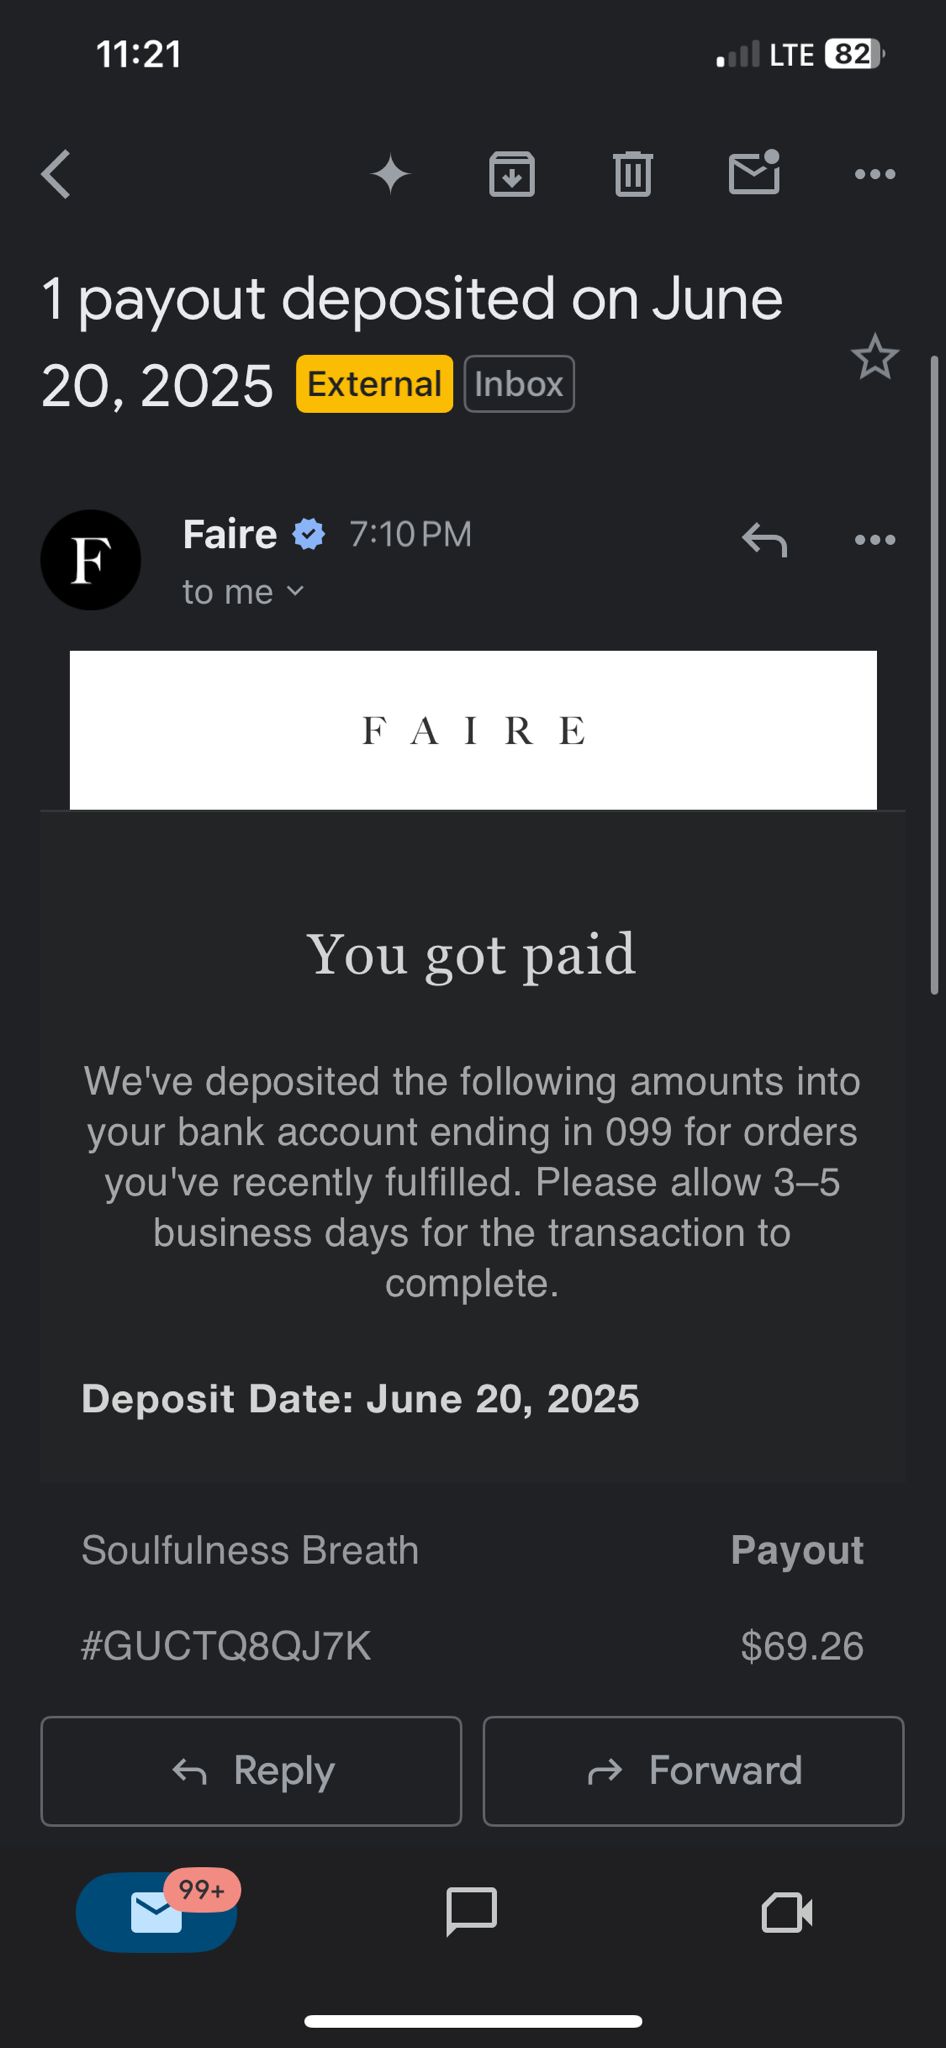 11:21
LTE 82
1 payout deposited on June
20, 2025 External Inbox
F
Faire 7:10 PM
to me
FAIRE
You got paid
We've deposited the following amounts into
your bank account ending in 099 for orders
you've recently fulfilled. Please allow 3–5
business days for the transaction to
complete.
Deposit Date: June 20, 2025
Soulfulness Breath Payout
#GUCTQ8QJ7K $69.26
Reply Forward
99+